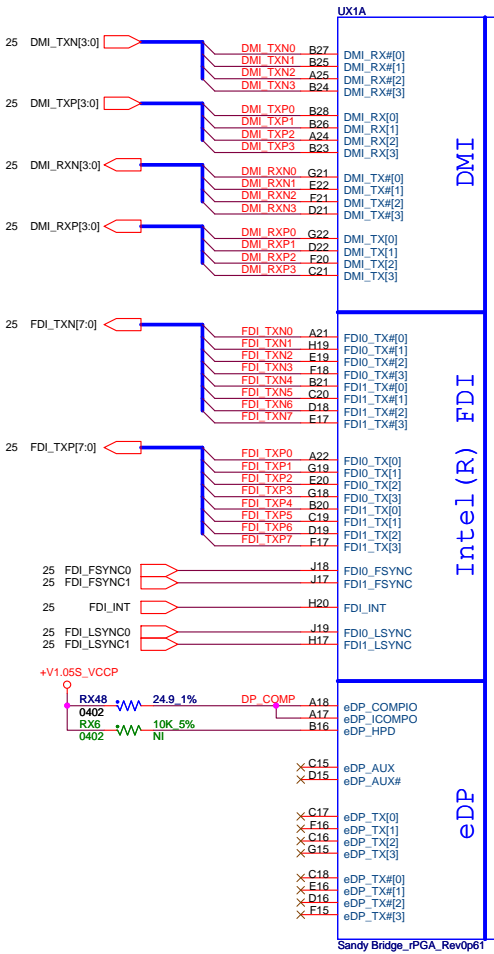 UX1A
25 DMI_TXN[3:0]
DMI_TXN0 B27 DMI_RX#[0]
DMI_TXN1 B25 DMI_RX#[1]
DMI_TXN2 A25 DMI_RX#[2]
DMI_TXN3 B24 DMI_RX#[3]
25 DMI_TXP[3:0]
DMI_TXP0 B28 DMI_RX[0]
DMI_TXP1 B26 DMI_RX[1]
DMI_TXP2 A24 DMI_RX[2]
DMI_TXP3 B23 DMI_RX[3]
DMI
25 DMI_RXN[3:0]
DMI_RXN0 G21 DMI_TX#[0]
DMI_RXN1 E22 DMI_TX#[1]
DMI_RXN2 F21 DMI_TX#[2]
DMI_RXN3 D21 DMI_TX#[3]
25 DMI_RXP[3:0]
DMI_RXP0 G22 DMI_TX[0]
DMI_RXP1 D22 DMI_TX[1]
DMI_RXP2 F20 DMI_TX[2]
DMI_RXP3 C21 DMI_TX[3]
25 FDI_TXN[7:0]
FDI_TXN0 A21 FDI0_TX#[0]
FDI_TXN1 H19 FDI0_TX#[1]
FDI_TXN2 E19 FDI0_TX#[2]
FDI_TXN3 F18 FDI0_TX#[3]
FDI_TXN4 B21 FDI1_TX#[0]
FDI_TXN5 C20 FDI1_TX#[1]
FDI_TXN6 D18 FDI1_TX#[2]
FDI_TXN7 E17 FDI1_TX#[3]
Intel(R) FDI
25 FDI_TXP[7:0]
FDI_TXP0 A22 FDI0_TX[0]
FDI_TXP1 G19 FDI0_TX[1]
FDI_TXP2 E20 FDI0_TX[2]
FDI_TXP3 G18 FDI0_TX[3]
FDI_TXP4 B20 FDI1_TX[0]
FDI_TXP5 C19 FDI1_TX[1]
FDI_TXP6 D19 FDI1_TX[2]
FDI_TXP7 F17 FDI1_TX[3]
25 FDI_FSYNC0 J18 FDI0_FSYNC
25 FDI_FSYNC1 J17 FDI1_FSYNC
25 FDI_INT H20 FDI_INT
25 FDI_LSYNC0 J19 FDI0_LSYNC
25 FDI_LSYNC1 H17 FDI1_LSYNC
+V1.05S_VCCP
RX48 24.9_1% DP_COMP A18 eDP_COMPIO
0402 A17 eDP_ICOMPO
RX6 10K_5% B16 eDP_HPD
0402 NI
C15 eDP_AUX
D15 eDP_AUX#
eDP
C17 eDP_TX[0]
F16 eDP_TX[1]
C16 eDP_TX[2]
G15 eDP_TX[3]
C18 eDP_TX#[0]
E16 eDP_TX#[1]
D16 eDP_TX#[2]
F15 eDP_TX#[3]
Sandy Bridge_rPGA_Rev0p61